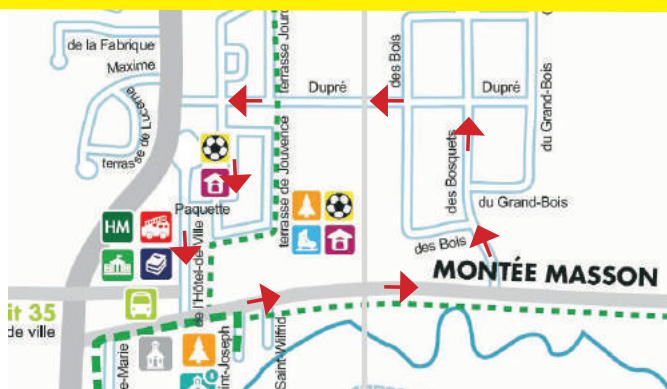 de la Fabrique
Maxime
terrasse de Lucerne
terrasse Jour
Dupré
des Bois
Dupré
du Grand-Bois
des Bosquets
terrasse de Jouvence
Paquette
du Grand-Bois
HM
des Bois
de l'Hôtel-de-Ville
MONTÉE MASSON
it 35
de ville
e-Marie
int-Joseph
Saint-Wilfrid